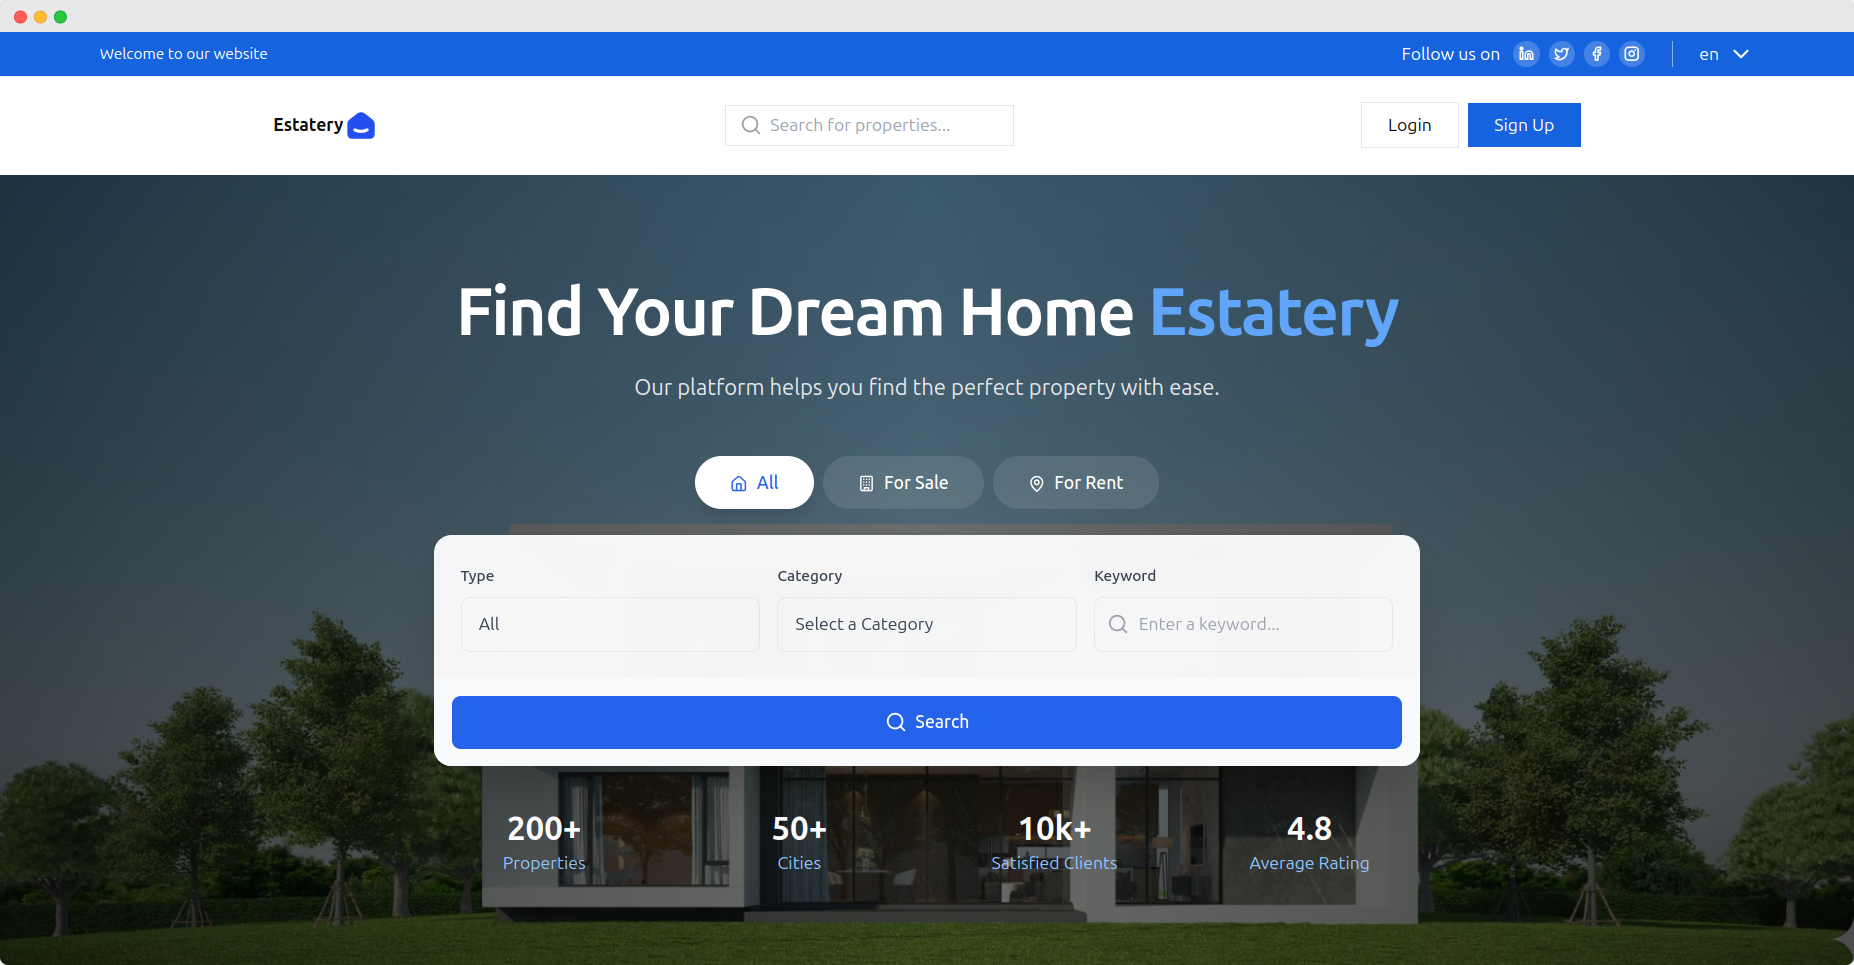 Welcome to our website
Follow us on
en
Estatery
Search for properties...
Login
Sign Up
Find Your Dream Home Estatery
Our platform helps you find the perfect property with ease.
All
For Sale
For Rent
Type
Category
Keyword
All
Select a Category
Enter a keyword...
Search
200+
50+
10k+
4.8
Properties
Cities
Satisfied Clients
Average Rating